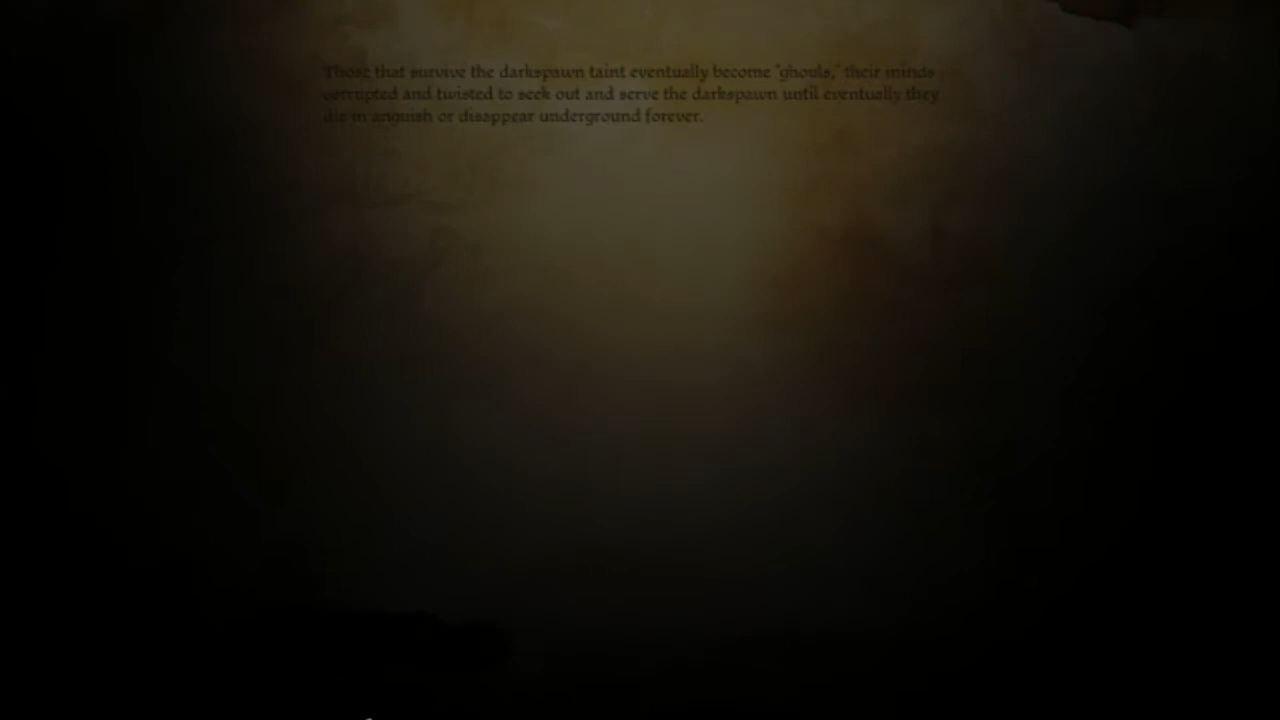 Those that survive the darkspawn taint eventually become "ghouls," their minds
corrupted and twisted to seek out and serve the darkspawn until eventually they
die in anguish or disappear underground forever.